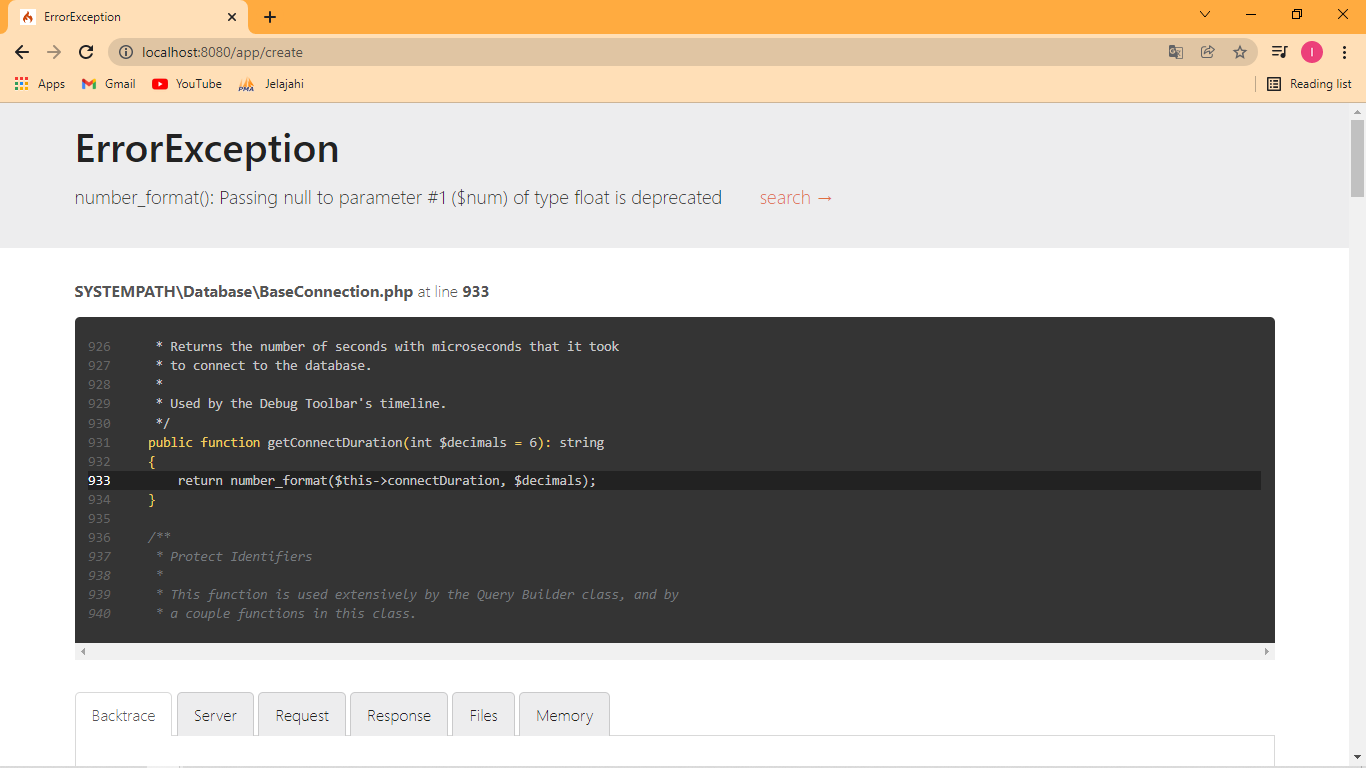 ErrorException
localhost:8080/app/create
Apps Gmail YouTube PMA Jelajahi Reading list
I
ErrorException
number_format(): Passing null to parameter #1 ($num) of type float is deprecated search →
SYSTEMPATH\Database\BaseConnection.php at line 933
926 * Returns the number of seconds with microseconds that it took
927 * to connect to the database.
928 *
929 * Used by the Debug Toolbar's timeline.
930 */
931 public function getConnectDuration(int $decimals = 6): string
932 {
933 return number_format($this->connectDuration, $decimals);
934 }
935
936 /**
937 * Protect Identifiers
938 *
939 * This function is used extensively by the Query Builder class, and by
940 * a couple functions in this class.
Backtrace Server Request Response Files Memory